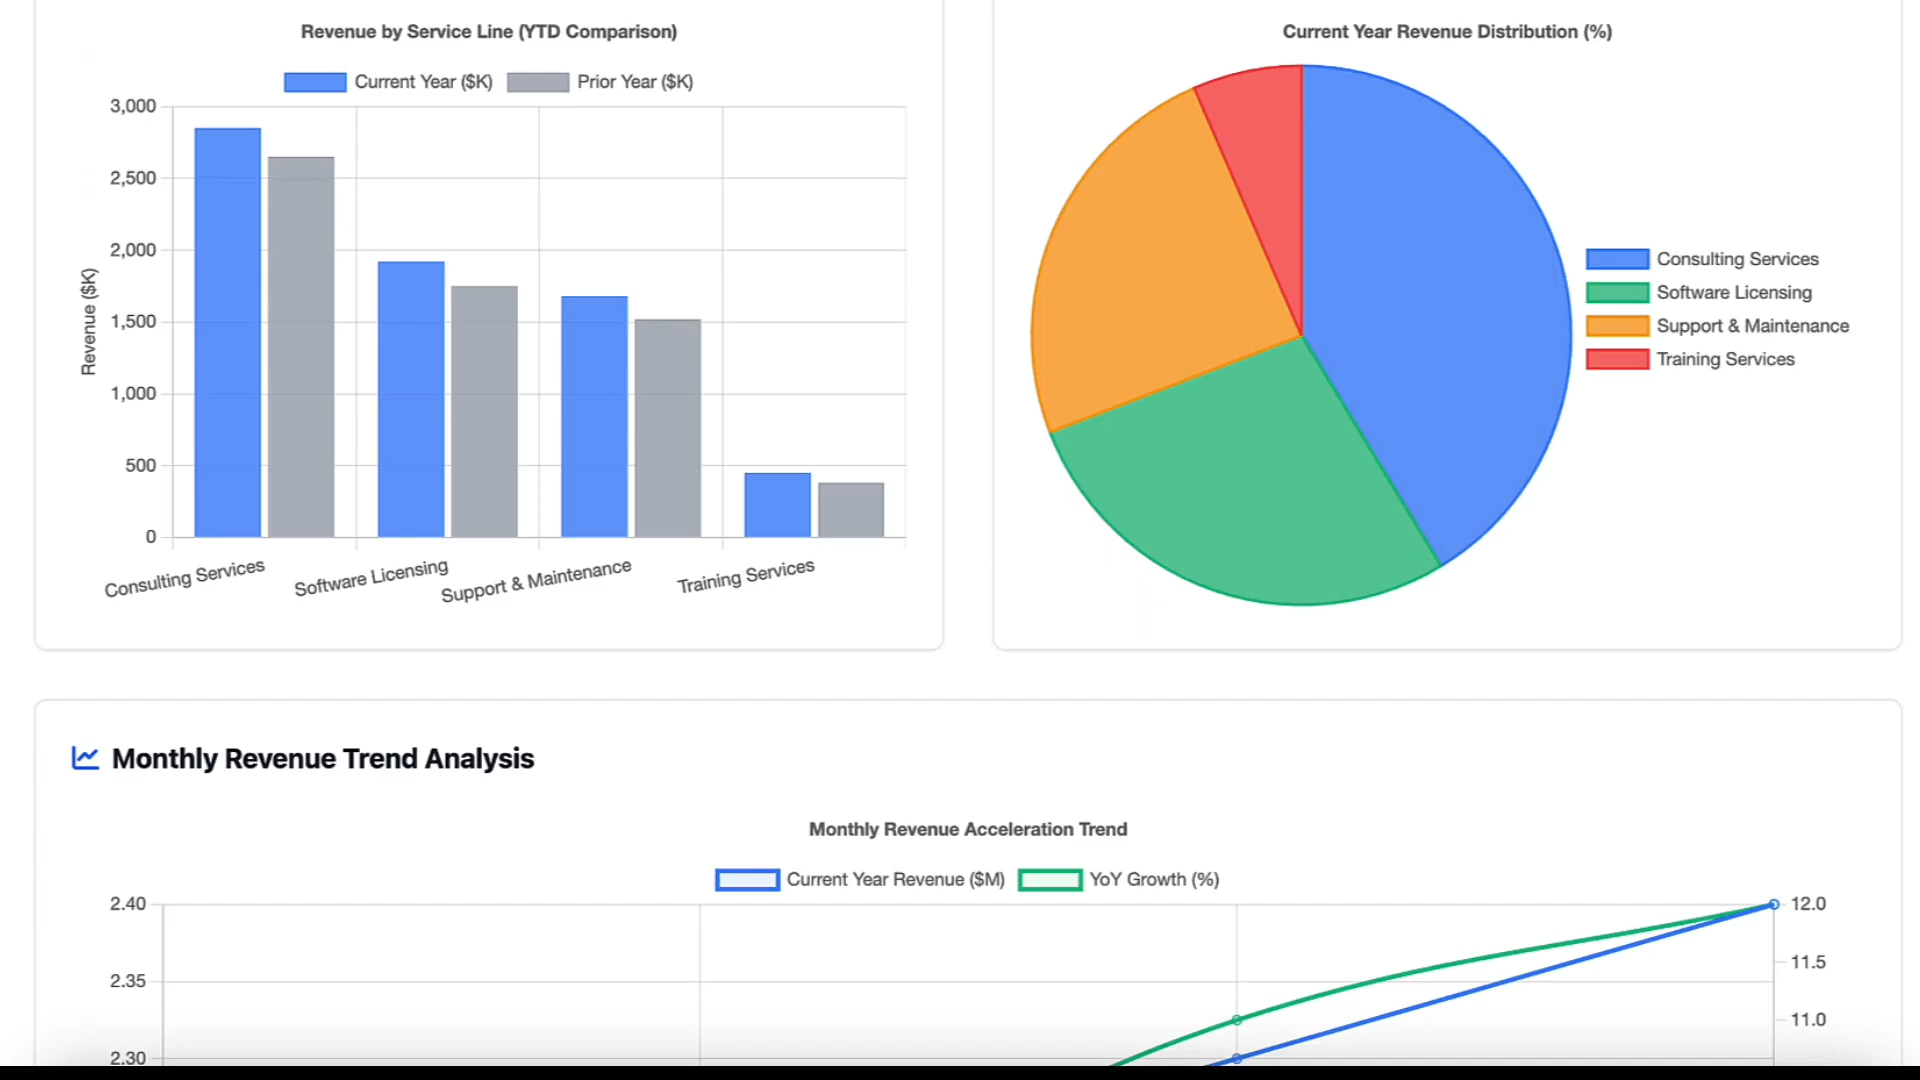 Revenue by Service Line (YTD Comparison)
Current Year ($K)
Prior Year ($K)
3,000
2,500
2,000
1,500
1,000
500
0
Revenue ($K)
Consulting Services
Software Licensing
Support & Maintenance
Training Services
Current Year Revenue Distribution (%)
Consulting Services
Software Licensing
Support & Maintenance
Training Services
Monthly Revenue Trend Analysis
Monthly Revenue Acceleration Trend
Current Year Revenue ($M)
YoY Growth (%)
2.40
2.35
2.30
12.0
11.5
11.0